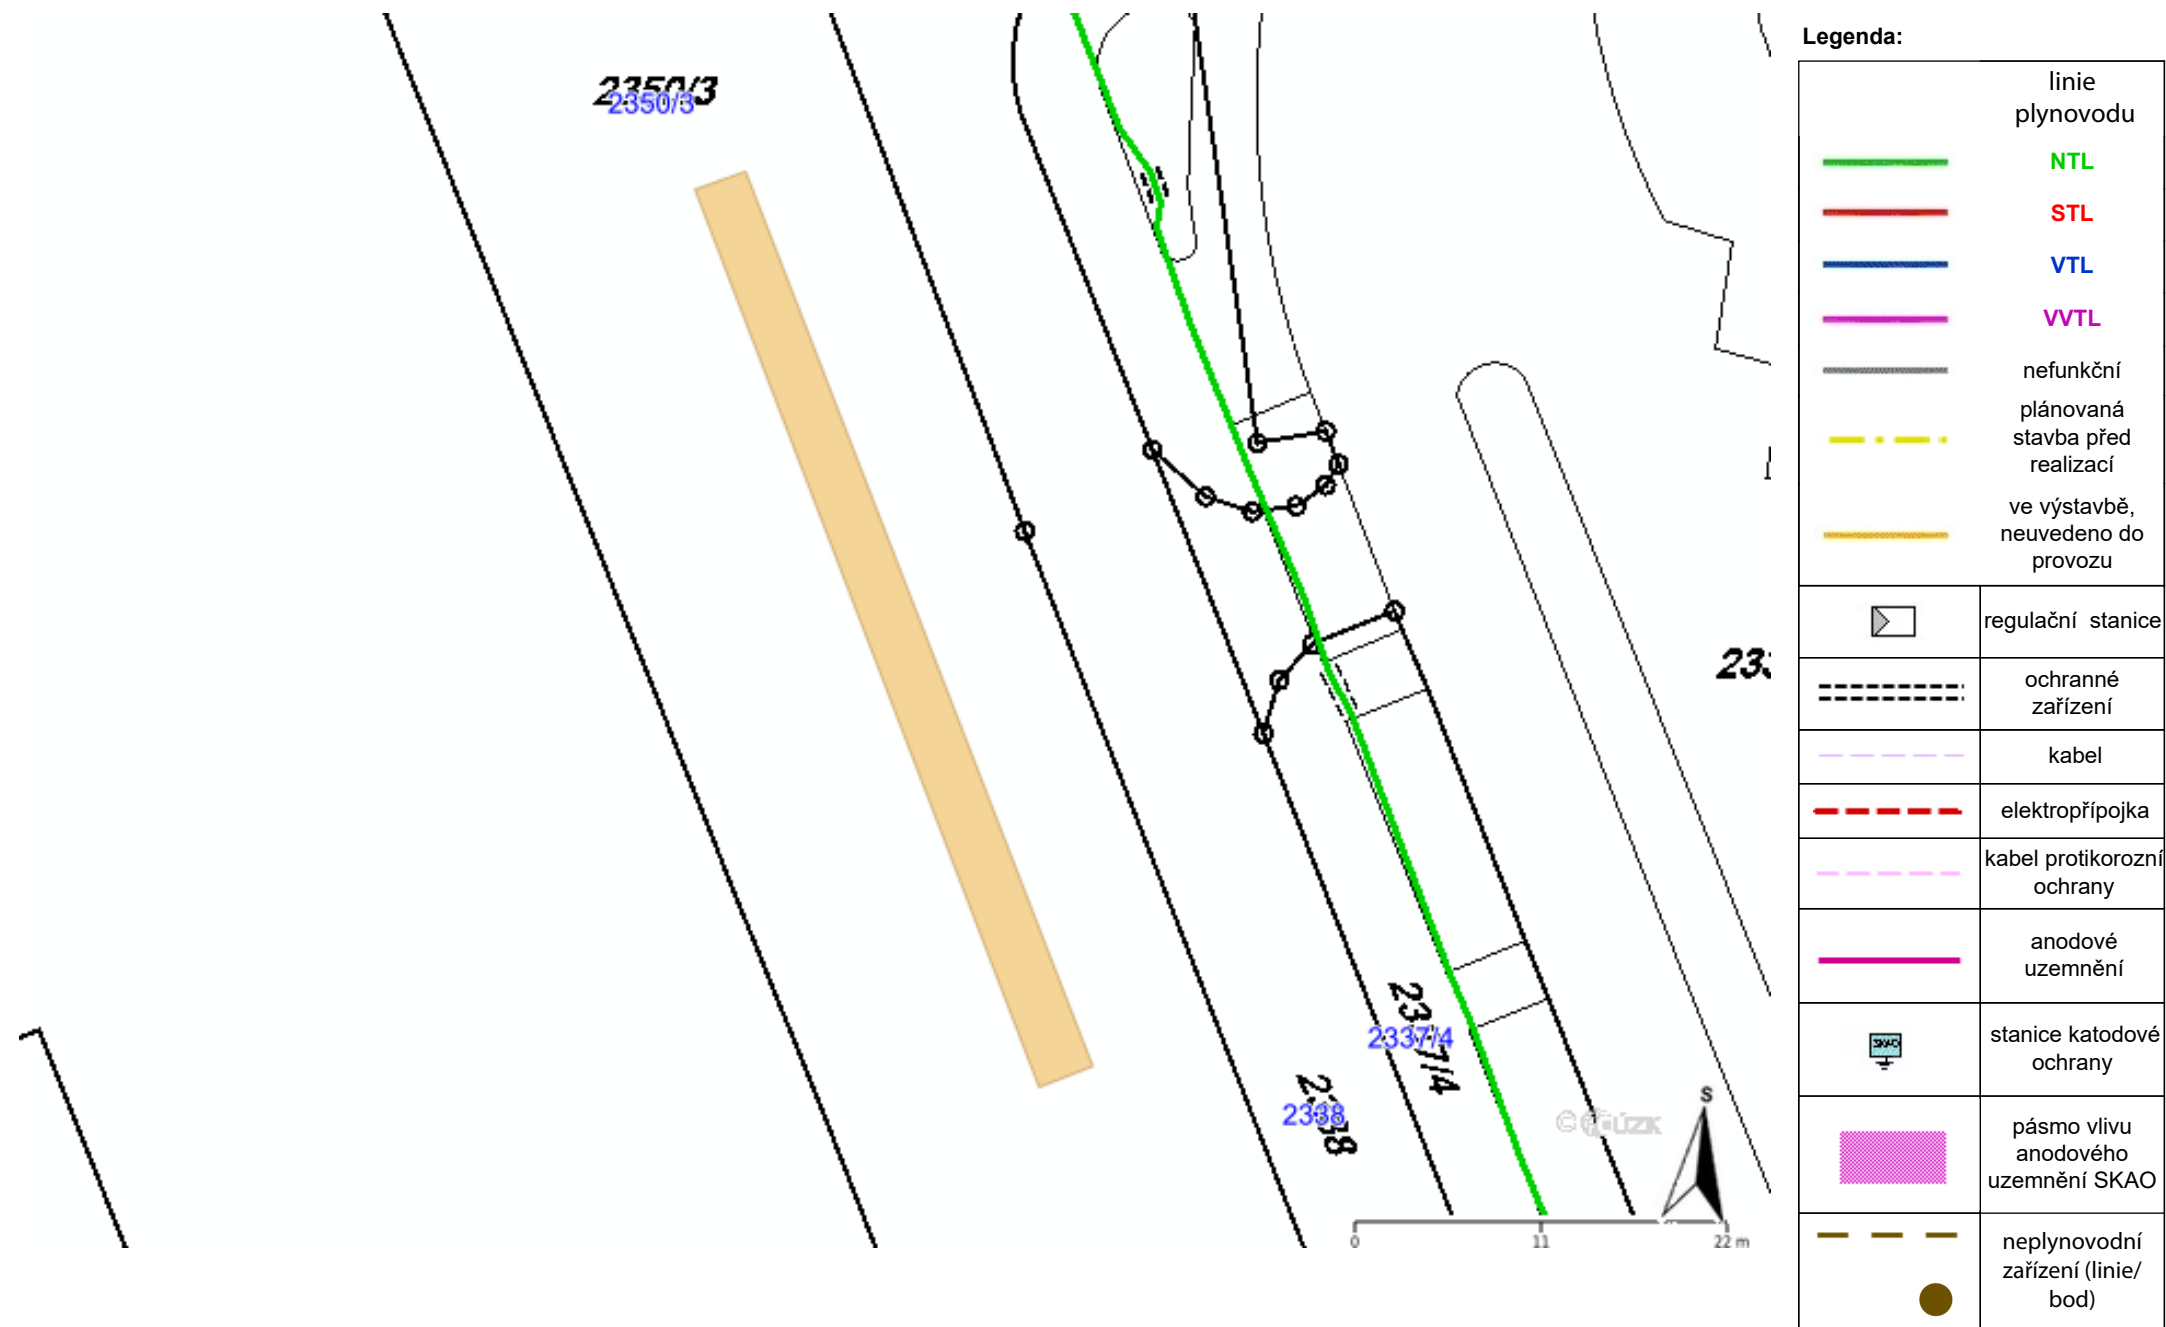 2350/3
2350/3
2337/4
2337/4
2338
2338
S
0 11 22 m
Legenda:
linie
plynovodu
NTL
STL
VTL
VVTL
nefunkční
plánovaná
stavba před
realizací
ve výstavbě,
neuvedeno do
provozu
regulační stanice
ochranné
zařízení
kabel
elektropřípojka
kabel protikorozní
ochrany
anodové
uzemnění
SKAO
stanice katodové
ochrany
pásmo vlivu
anodového
uzemnění SKAO
neplynovodní
zařízení (linie/
bod)